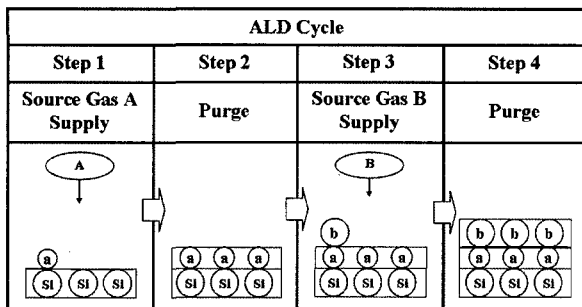 ALD Cycle
Step 1 Step 2 Step 3 Step 4
Source Gas A Supply Purge Source Gas B Supply Purge
A B
b b b b
a a a a a a a a a a
Si Si Si Si Si Si Si Si Si Si Si Si